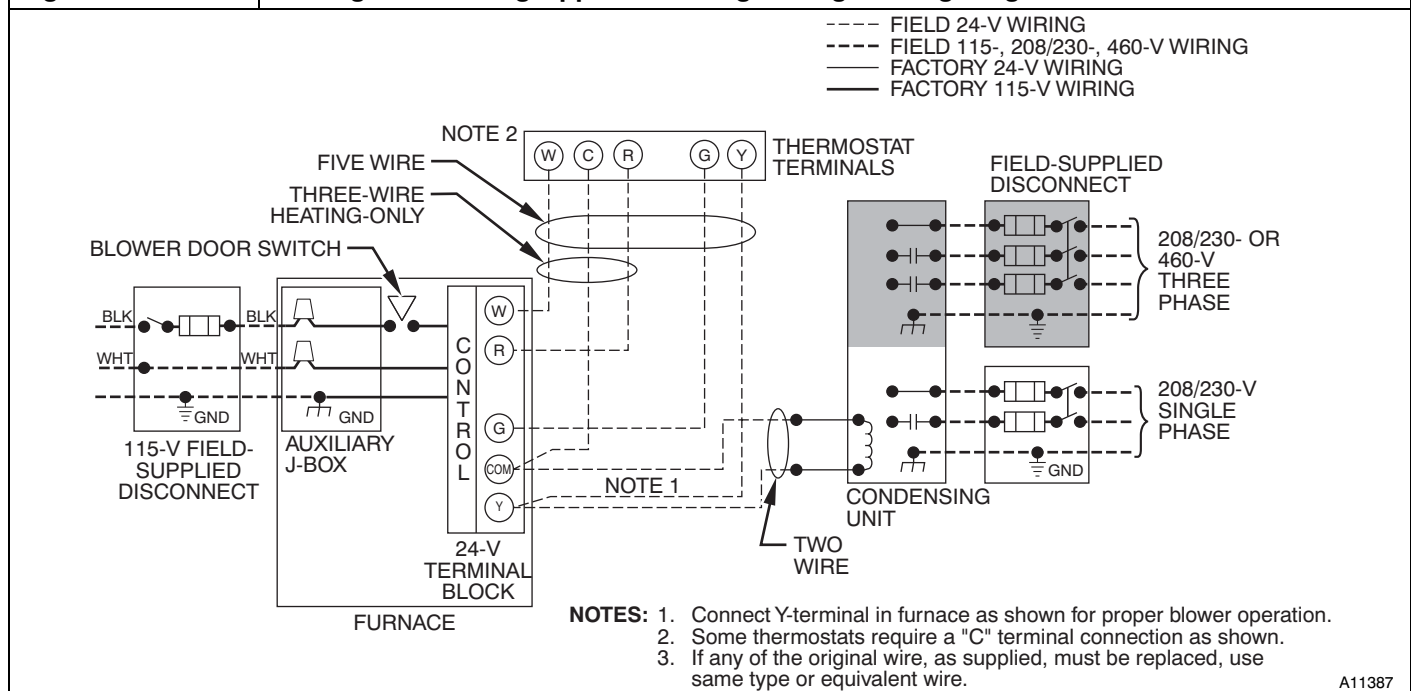 FIELD 24-V WIRING
FIELD 115-, 208/230-, 460-V WIRING
FACTORY 24-V WIRING
FACTORY 115-V WIRING
NOTE 2
W C R G Y
THERMOSTAT
TERMINALS
FIVE WIRE
THREE-WIRE
HEATING-ONLY
BLOWER DOOR SWITCH
FIELD-SUPPLIED
DISCONNECT
208/230- OR
460-V
THREE
PHASE
BLK
BLK
WHT
WHT
GND
GND
CONTROL
W
R
G
COM
Y
NOTE 1
115-V FIELD-
SUPPLIED
DISCONNECT
AUXILIARY
J-BOX
24-V
TERMINAL
BLOCK
FURNACE
TWO
WIRE
CONDENSING
UNIT
GND
208/230-V
SINGLE
PHASE
NOTES: 1. Connect Y-terminal in furnace as shown for proper blower operation.
2. Some thermostats require a "C" terminal connection as shown.
3. If any of the original wire, as supplied, must be replaced, use
same type or equivalent wire.
A11387